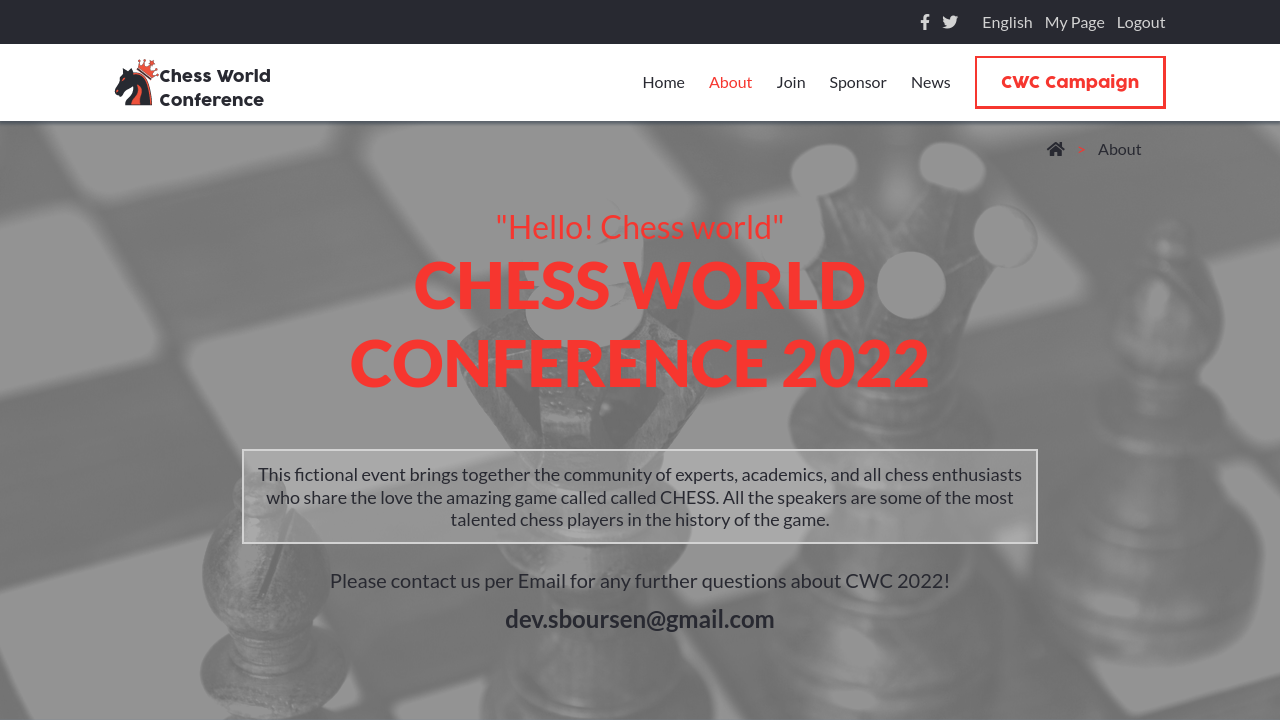 English My Page Logout
Chess World
Conference
Home About Join Sponsor News CWC Campaign
> About
"Hello! Chess world"
CHESS WORLD
CONFERENCE 2022
This fictional event brings together the community of experts, academics, and all chess enthusiasts
who share the love the amazing game called called CHESS. All the speakers are some of the most
talented chess players in the history of the game.
Please contact us per Email for any further questions about CWC 2022!
dev.sboursen@gmail.com